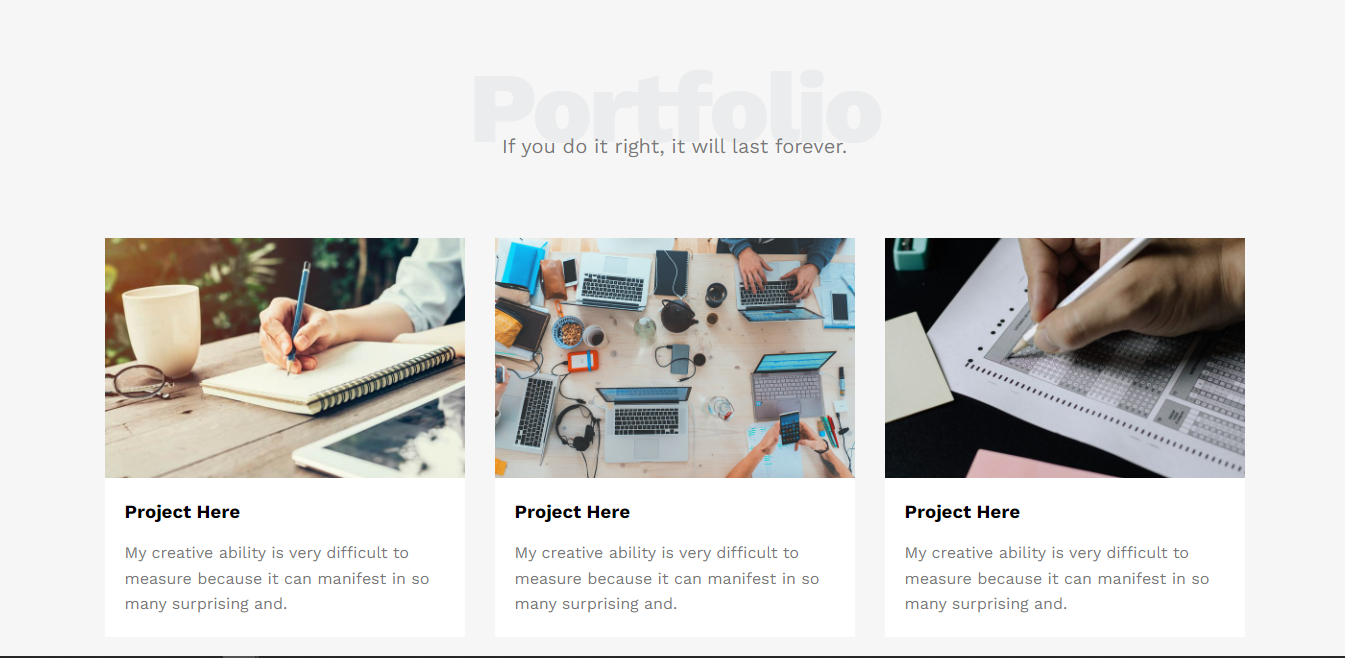 Portfolio
If you do it right, it will last forever.
Project Here
My creative ability is very difficult to
measure because it can manifest in so
many surprising and.
Project Here
My creative ability is very difficult to
measure because it can manifest in so
many surprising and.
Project Here
My creative ability is very difficult to
measure because it can manifest in so
many surprising and.